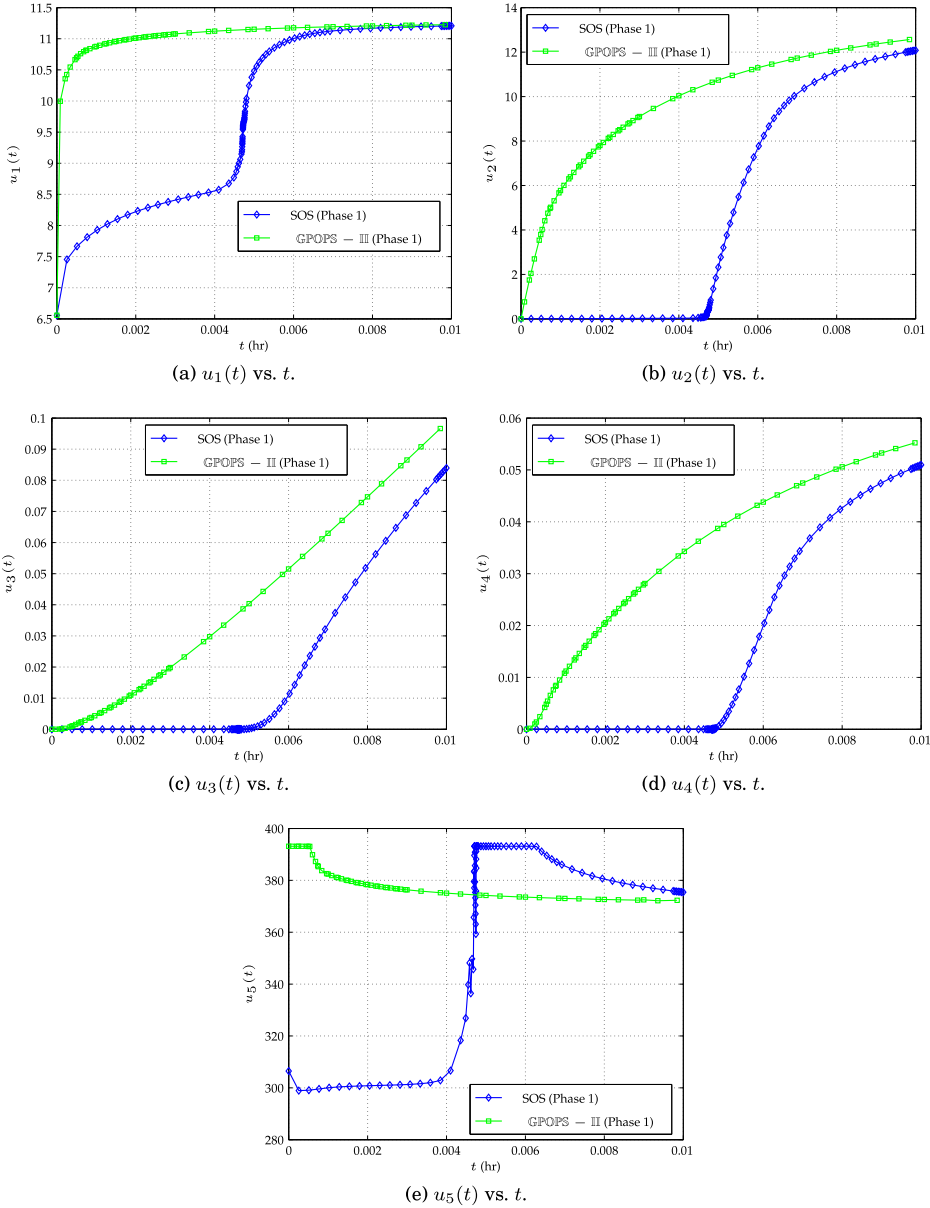 11.5
11
10.5
10
9.5
9
8.5
8
7.5
7
6.5
u1(t)
SOS (Phase 1)
GPOPS − II (Phase 1)
0
0.002
0.004
0.006
0.008
0.01
t (hr)
(a) u1(t) vs. t.
14
12
10
8
6
4
2
0
u2(t)
SOS (Phase 1)
GPOPS − II (Phase 1)
0
0.002
0.004
0.006
0.008
0.01
t (hr)
(b) u2(t) vs. t.
0.1
0.09
0.08
0.07
0.06
0.05
0.04
0.03
0.02
0.01
0
u3(t)
SOS (Phase 1)
GPOPS − II (Phase 1)
0
0.002
0.004
0.006
0.008
0.01
t (hr)
(c) u3(t) vs. t.
0.06
0.05
0.04
0.03
0.02
0.01
0
u4(t)
SOS (Phase 1)
GPOPS − II (Phase 1)
0
0.002
0.004
0.006
0.008
0.01
t (hr)
(d) u4(t) vs. t.
400
380
360
340
320
300
280
u5(t)
SOS (Phase 1)
GPOPS − II (Phase 1)
0
0.002
0.004
0.006
0.008
0.01
t (hr)
(e) u5(t) vs. t.